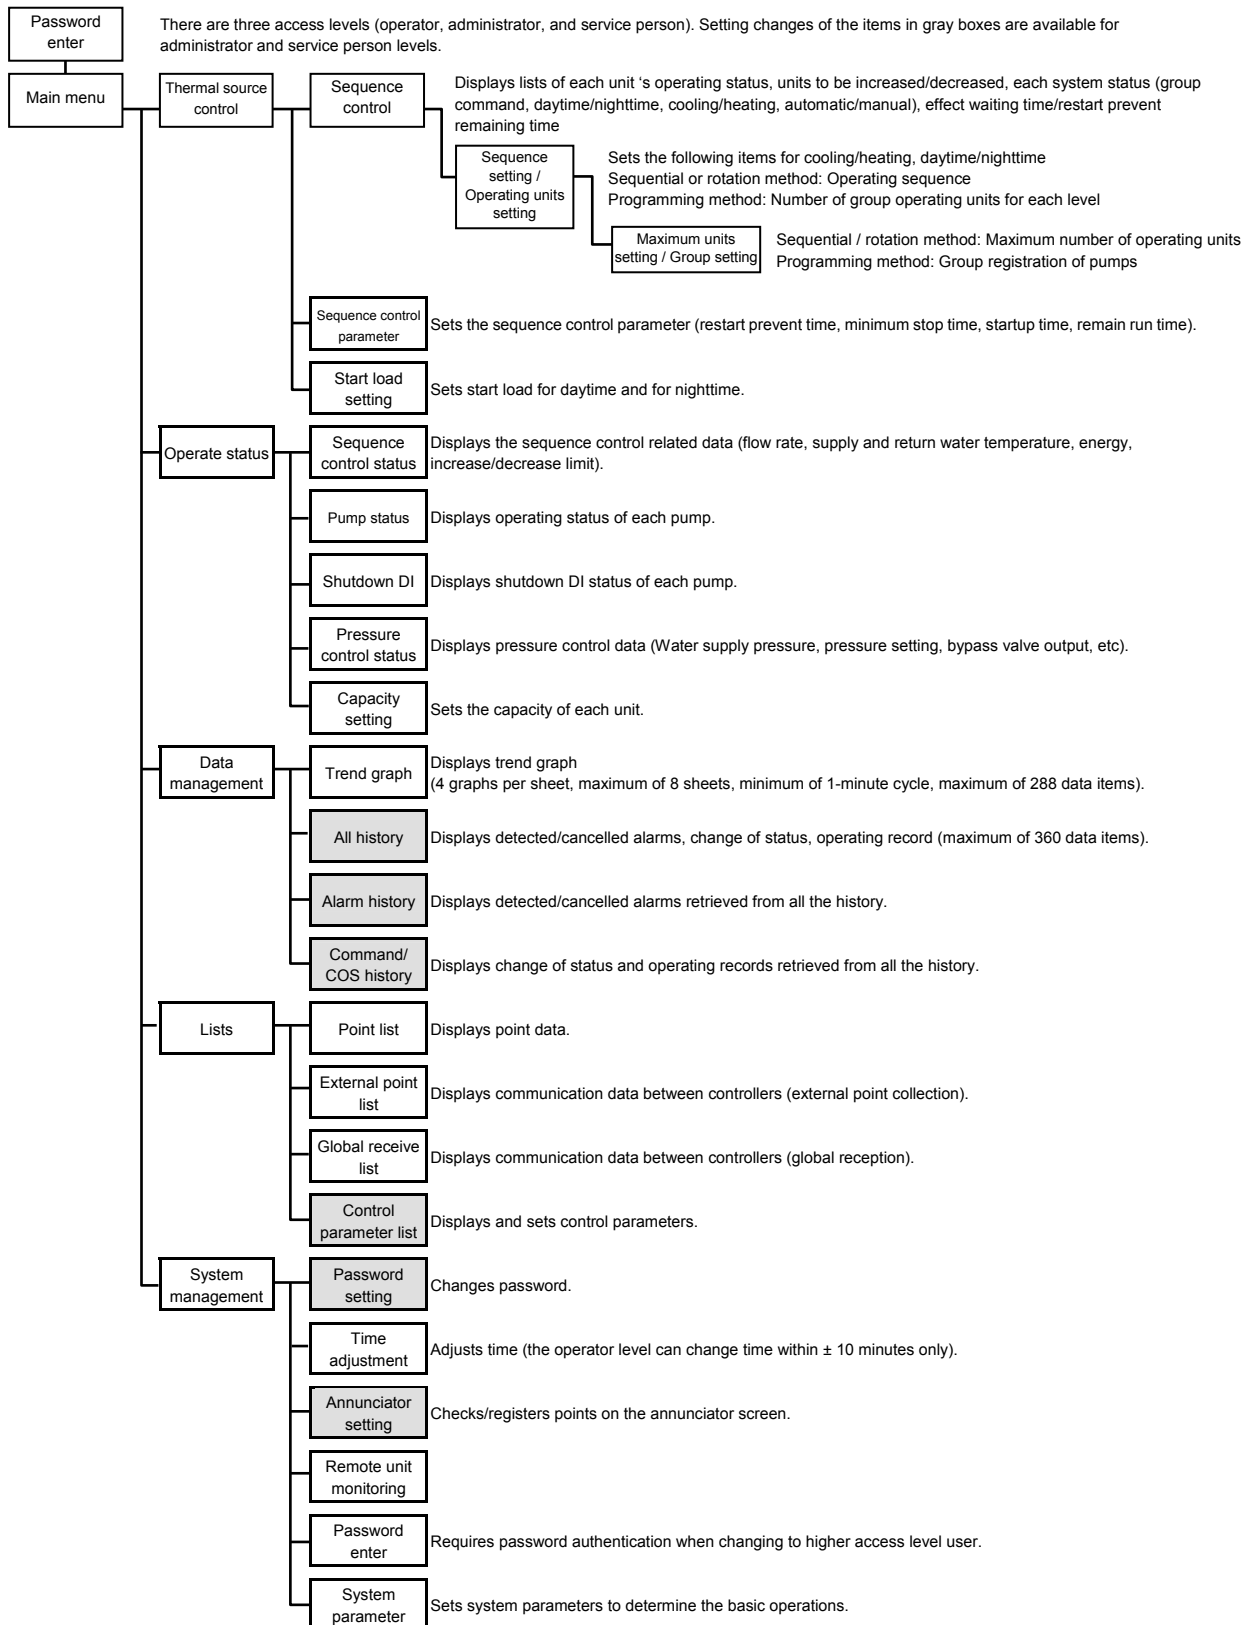 Password
enter
There are three access levels (operator, administrator, and service person). Setting changes of the items in gray boxes are available for
administrator and service person levels.
Main menu
Thermal source
control
Sequence
control
Displays lists of each unit ‘s operating status, units to be increased/decreased, each system status (group
command, daytime/nighttime, cooling/heating, automatic/manual), effect waiting time/restart prevent
remaining time
Sequence
setting /
Operating units
setting
Sets the following items for cooling/heating, daytime/nighttime
Sequential or rotation method: Operating sequence
Programming method: Number of group operating units for each level
Maximum units
setting / Group setting
Sequential / rotation method: Maximum number of operating units
Programming method: Group registration of pumps
Sequence control
parameter
Sets the sequence control parameter (restart prevent time, minimum stop time, startup time, remain run time).
Start load
setting
Sets start load for daytime and for nighttime.
Operate status
Sequence
control status
Displays the sequence control related data (flow rate, supply and return water temperature, energy,
increase/decrease limit).
Pump status
Displays operating status of each pump.
Shutdown DI
Displays shutdown DI status of each pump.
Pressure
control status
Displays pressure control data (Water supply pressure, pressure setting, bypass valve output, etc).
Capacity
setting
Sets the capacity of each unit.
Data
management
Trend graph
Displays trend graph
(4 graphs per sheet, maximum of 8 sheets, minimum of 1-minute cycle, maximum of 288 data items).
All history
Displays detected/cancelled alarms, change of status, operating record (maximum of 360 data items).
Alarm history
Displays detected/cancelled alarms retrieved from all the history.
Command/
COS history
Displays change of status and operating records retrieved from all the history.
Lists
Point list
Displays point data.
External point
list
Displays communication data between controllers (external point collection).
Global receive
list
Displays communication data between controllers (global reception).
Control
parameter list
Displays and sets control parameters.
System
management
Password
setting
Changes password.
Time
adjustment
Adjusts time (the operator level can change time within ± 10 minutes only).
Annunciator
setting
Checks/registers points on the annunciator screen.
Remote unit
monitoring
Password
enter
Requires password authentication when changing to higher access level user.
System
parameter
Sets system parameters to determine the basic operations.